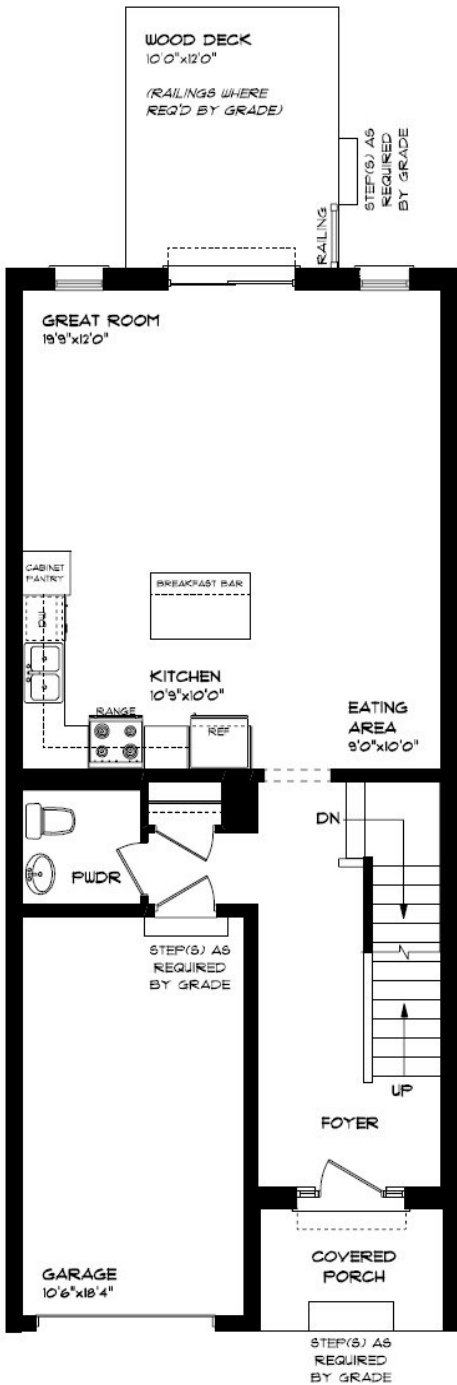 WOOD DECK
10'0"x12'0"
(RAILINGS WHERE
REQ'D BY GRADE)
STEP(S) AS
REQUIRED
BY GRADE
RAILING
GREAT ROOM
19'9"x12'0"
CABINET
PANTRY
DW
BREAKFAST BAR
KITCHEN
10'9"x10'0"
RANGE
REF
EATING
AREA
9'0"x10'0"
DN
PWDR
STEP(S) AS
REQUIRED
BY GRADE
UP
FOYER
GARAGE
10'6"x18'4"
COVERED
PORCH
STEP(S) AS
REQUIRED
BY GRADE